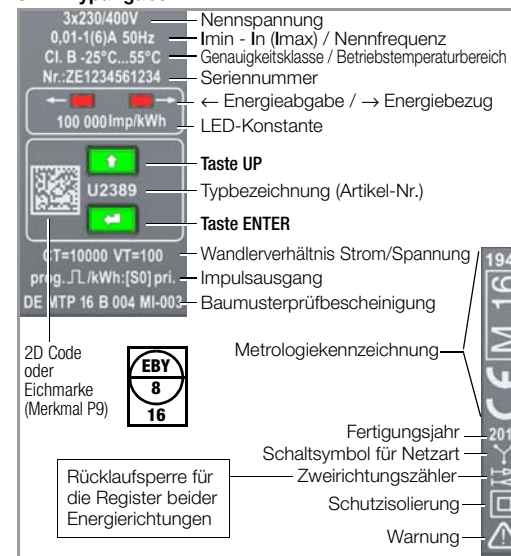 3x230/400V
Nennspannung
0,01-1(6)A 50Hz
Imin - In (Imax) / Nennfrequenz
Cl. B -25°C...55°C
Genauigkeitsklasse / Betriebstemperaturbereich
Nr.:ZE1234561234
Seriennummer
← →
← Energieabgabe / → Energiebezug
100 000 Imp/kWh
LED-Konstante
Taste UP
U2389
Typbezeichnung (Artikel-Nr.)
Taste ENTER
CT=10000 VT=100
Wandlerverhältnis Strom/Spannung
prog. /kWh:[S0] pri.
Impulsausgang
DE MTP 16 B 004 MI-003
Baumusterprüfbescheinigung
2D Code
oder
Eichmarke
(Merkmal P9)
EBY
8
16
Metrologiekennzeichnung
194
CE M 16
Fertigungsjahr
201
Schaltsymbol für Netzart
Zweirichtungszähler
Rücklaufsperre für
die Register beider
Energierichtungen
Schutzisolierung
Warnung